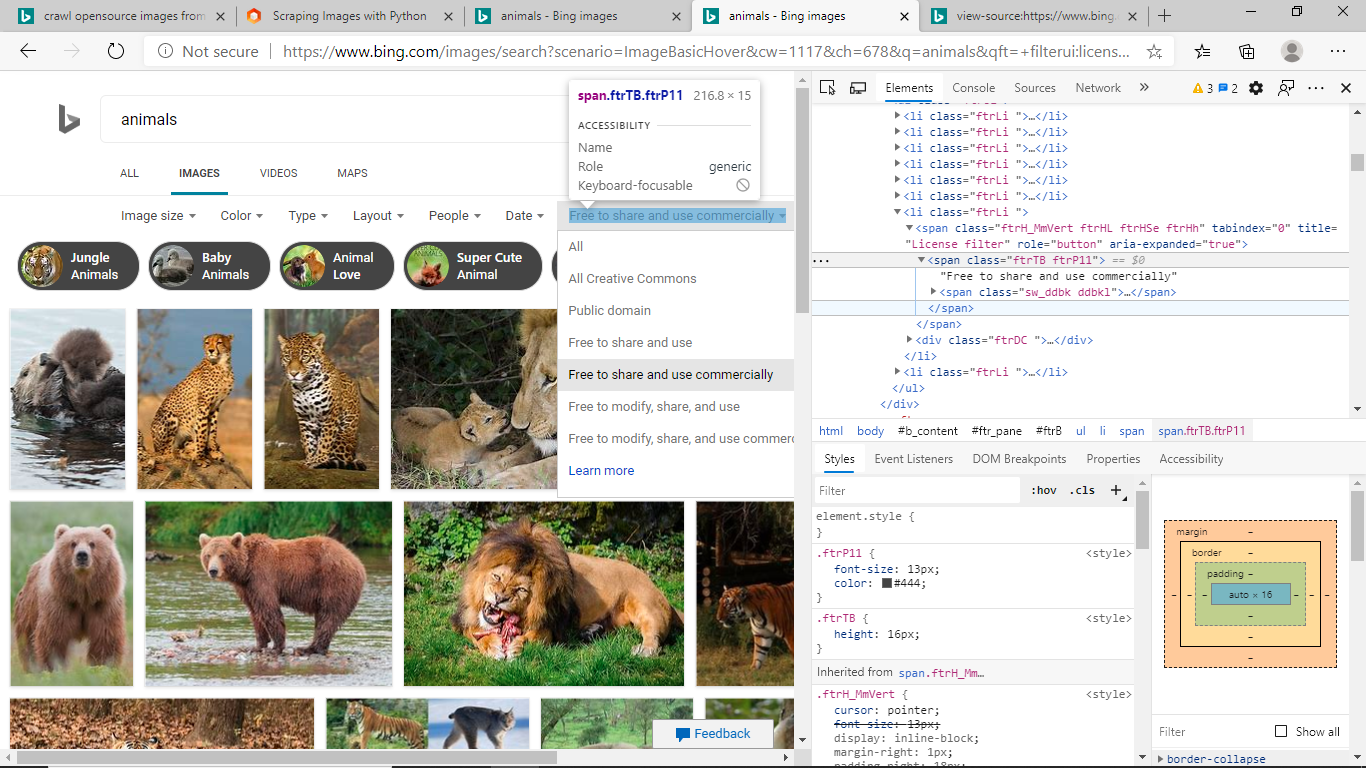 crawl opensource images from
Scraping Images with Python
animals - Bing images
animals - Bing images
view-source:https://www.bing.
Not secure
https://www.bing.com/images/search?scenario=ImageBasicHover&cw=1117&ch=678&q=animals&qft=+filterui:licens...
animals
ALL
IMAGES
VIDEOS
MAPS
span.ftrTB.ftrP11 216.8 × 15
ACCESSIBILITY
Name
Role generic
Keyboard-focusable
Image size
Color
Type
Layout
People
Date
Free to share and use commercially
Jungle
Animals
Baby
Animals
Animal
Love
Super Cute
Animal
All
All Creative Commons
Public domain
Free to share and use
Free to share and use commercially
Free to modify, share, and use
Free to modify, share, and use commerc
Learn more
Feedback
Elements
Console
Sources
Network
»
3
2
<li class="ftrLi ">…</li>
<li class="ftrLi ">…</li>
<li class="ftrLi ">…</li>
<li class="ftrLi ">…</li>
<li class="ftrLi ">…</li>
<li class="ftrLi ">…</li>
<li class="ftrLi ">
<span class="ftrH_MmVert ftrHL ftrHSe ftrHh" tabindex="0" title=
"License filter" role="button" aria-expanded="true">
... <span class="ftrTB ftrP11"> == $0
"Free to share and use commercially"
<span class="sw_ddbk ddbkl">…</span>
</span>
</span>
<div class="ftrDC ">…</div>
</li>
<li class="ftrLi ">…</li>
</ul>
</div>
html body #b_content #ftr_pane #ftrB ul li span span.ftrTB.ftrP11
Styles
Event Listeners
DOM Breakpoints
Properties
Accessibility
Filter
:hov
.cls
+
element.style {
}
.ftrP11 { <style>
font-size: 13px;
color: #444;
}
.ftrTB { <style>
height: 16px;
}
Inherited from span.ftrH_Mm…
.ftrH_MmVert { <style>
cursor: pointer;
font-size: 13px;
display: inline-block;
margin-right: 1px;
padding-right: 18px;
margin –
border –
padding –
– – – auto × 16 – – –
–
–
–
Filter
Show all
border-collapse